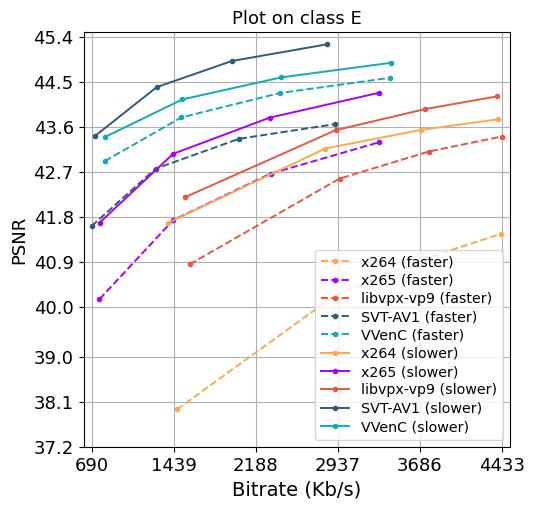 Plot on class E
45.4
44.5
43.6
42.7
41.8
40.9
40.0
39.0
38.1
37.2
PSNR
x264 (faster)
x265 (faster)
libvpx-vp9 (faster)
SVT-AV1 (faster)
VVenC (faster)
x264 (slower)
x265 (slower)
libvpx-vp9 (slower)
SVT-AV1 (slower)
VVenC (slower)
690 1439 2188 2937 3686 4433
Bitrate (Kb/s)